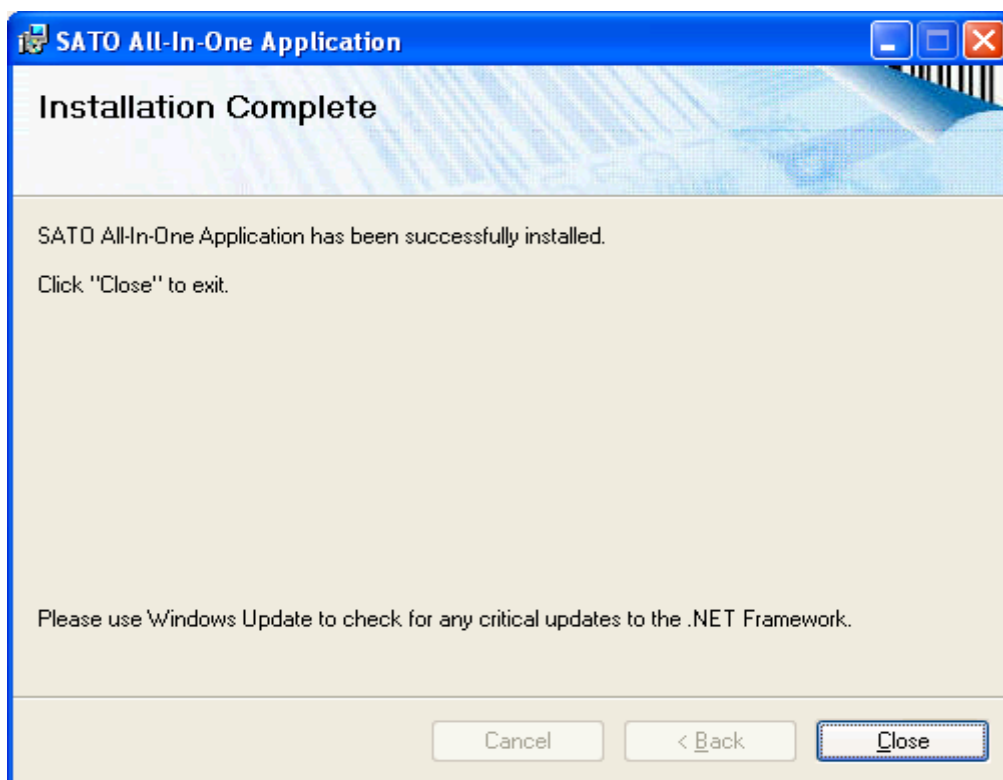 SATO All-In-One Application
Installation Complete
SATO All-In-One Application has been successfully installed.
Click "Close" to exit.
Please use Windows Update to check for any critical updates to the .NET Framework.
Cancel
< Back
Close